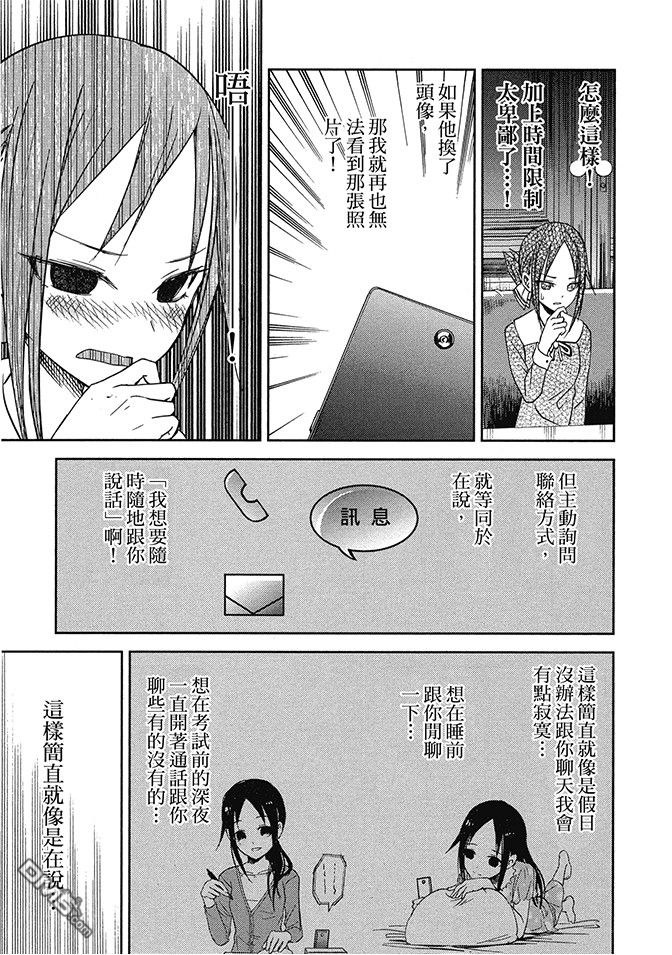 怎麼這樣！
加上時間限制
太卑鄙了⋯！
如果他換了
頭像，
那我就再也無
法看到那張照
片了！
唔
！
但主動詢問
聯絡方式，
就等同於
在說，
訊息
「我想要隨
時隨地跟你
說話」啊！
這樣簡直就像是假日
沒辦法跟你聊天我會
有點寂寞⋯
想在睡前
跟你閒聊
一下⋯
想在考試前的深夜
一直開著通話跟你
聊些有的沒有的⋯
這樣簡直就像是在說，